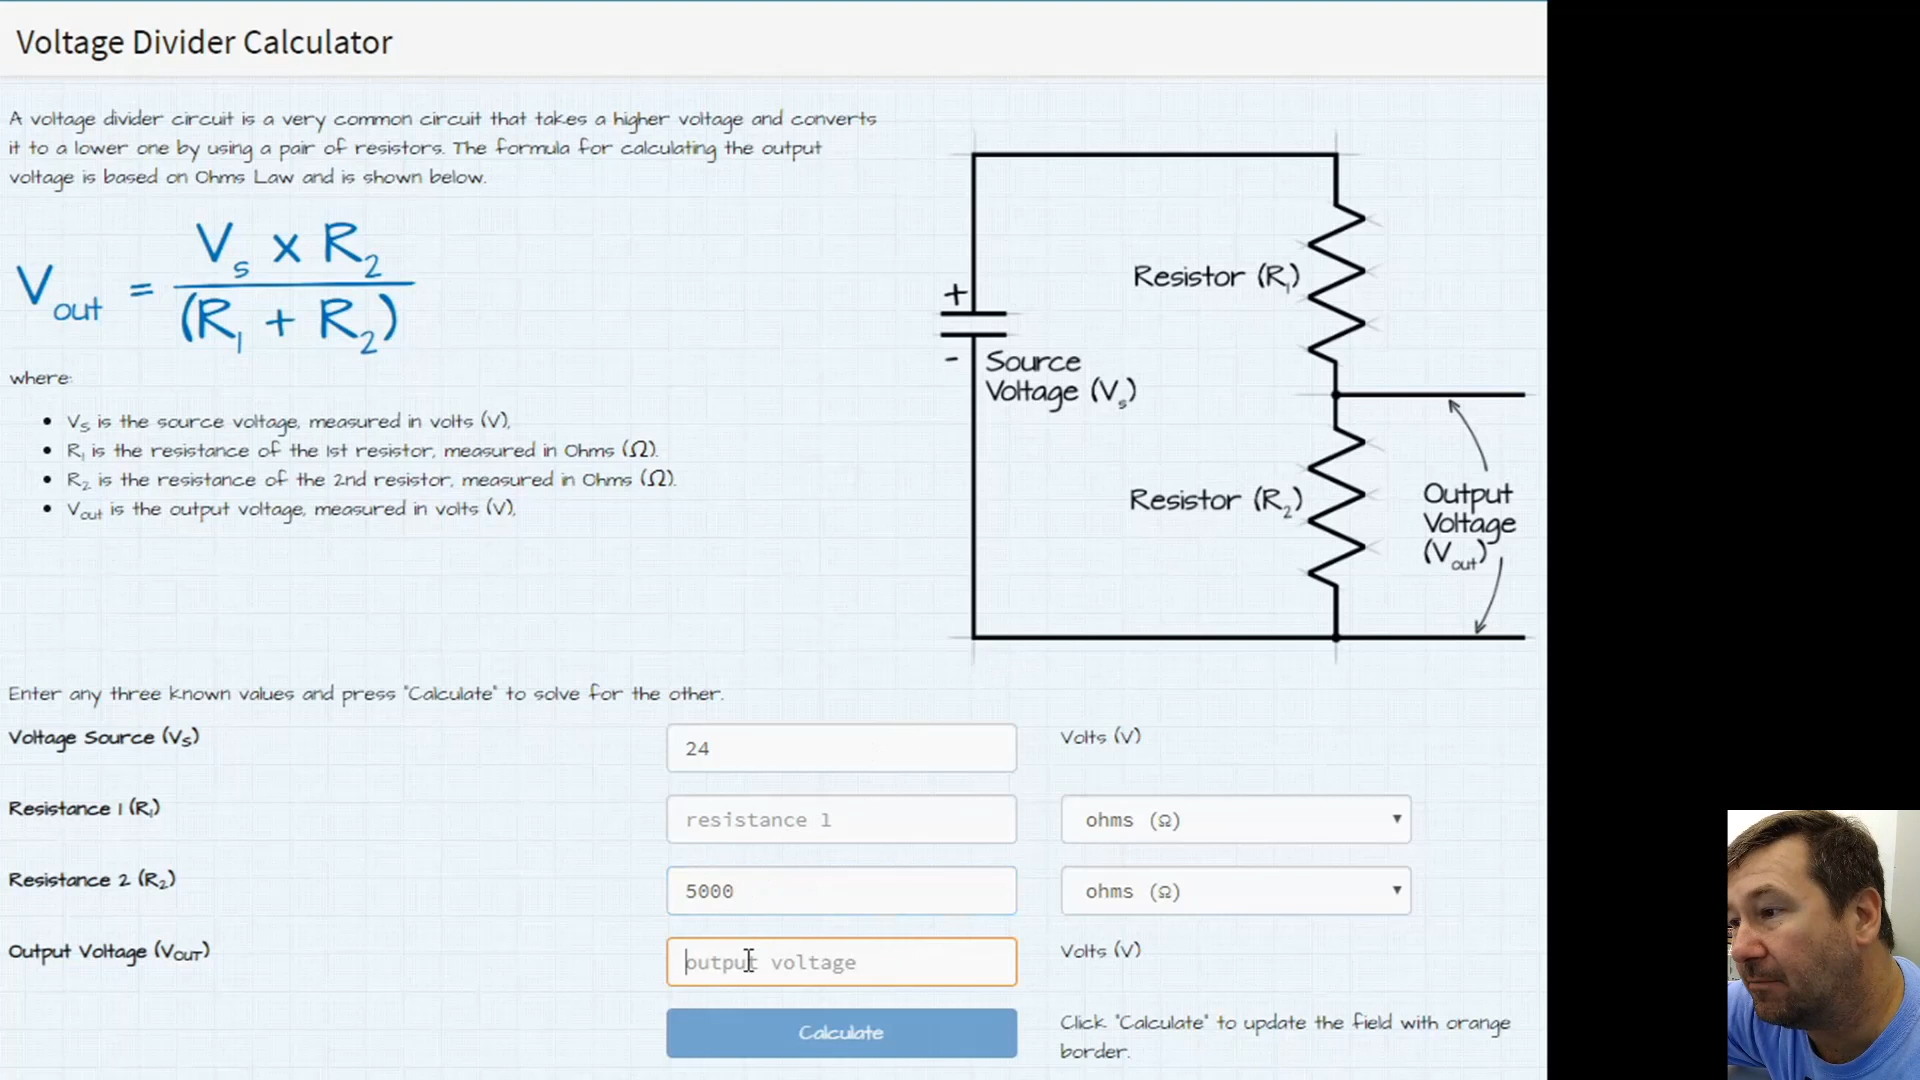 Voltage Divider Calculator
A voltage divider circuit is a very common circuit that takes a higher voltage and converts
it to a lower one by using a pair of resistors. The formula for calculating the output
voltage is based on Ohms Law and is shown below.
Vout = Vs x R2
(R1 + R2)
where:
• VS is the source voltage, measured in volts (V),
• R1 is the resistance of the 1st resistor, measured in Ohms (Ω).
• R2 is the resistance of the 2nd resistor, measured in Ohms (Ω).
• Vout is the output voltage, measured in volts (V),
Resistor (R1)
+
-
Source
Voltage (Vs)
Resistor (R2)
Output
Voltage
(Vout)
Enter any three known values and press "Calculate" to solve for the other.
Voltage Source (VS) 24 Volts (V)
Resistance 1 (R1) resistance 1 ohms (Ω)
Resistance 2 (R2) 5000 ohms (Ω)
Output Voltage (VOUT) output voltage Volts (V)
Calculate
Click "Calculate" to update the field with orange
border.